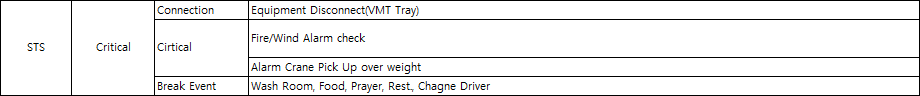 Connection Equipment Disconnect(VMT Tray)
STS Critical Cirtical Fire/Wind Alarm check
Alarm Crane Pick Up over weight
Break Event Wash Room, Food, Prayer, Rest., Chagne Driver